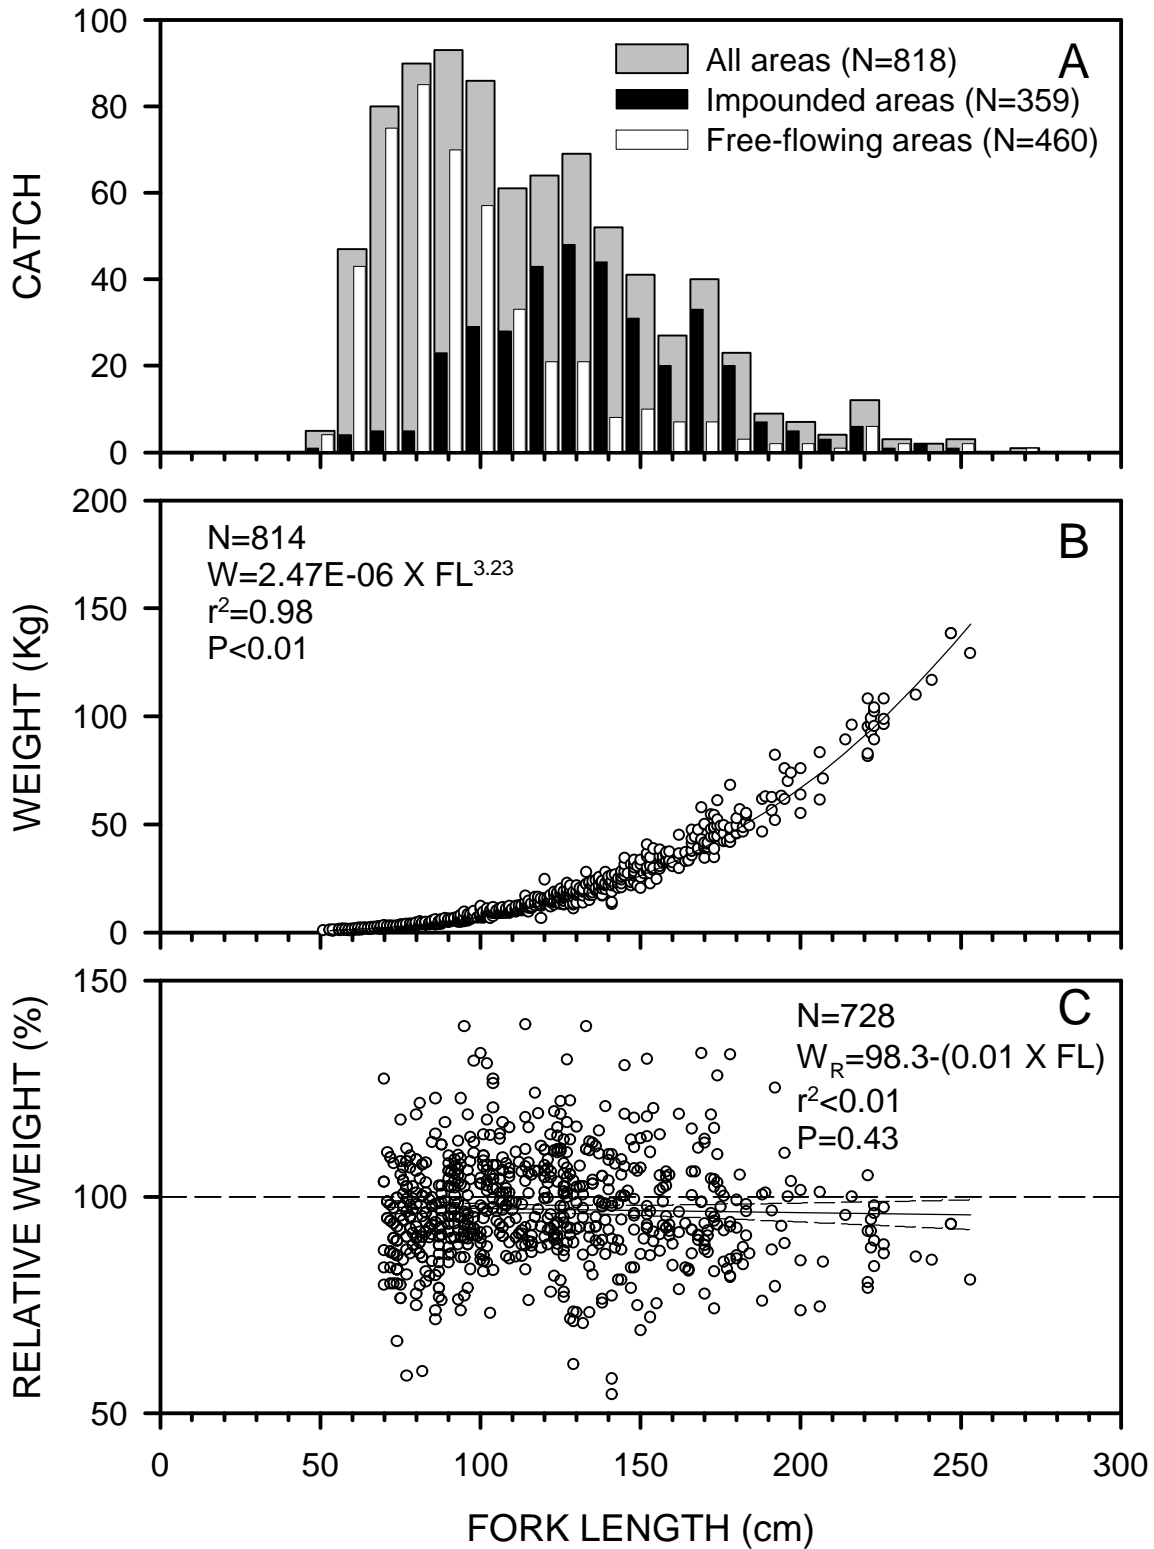 100
80
60
40
20
0
CATCH
A
All areas (N=818)
Impounded areas (N=359)
Free-flowing areas (N=460)
200
150
100
50
0
WEIGHT (Kg)
B
N=814
W=2.47E-06 X FL^3.23
r²=0.98
P<0.01
150
100
50
RELATIVE WEIGHT (%)
C
N=728
W_R=98.3-(0.01 X FL)
r²<0.01
P=0.43
0 50 100 150 200 250 300
FORK LENGTH (cm)